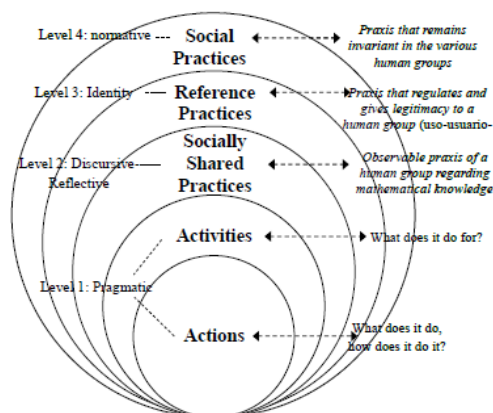 Level 4: normative
Social
Practices
Praxis that remains
invariant in the various
human groups
Level 3: Identity
Reference
Practices
Praxis that regulates and
gives legitimacy to a
human group (uso-usuario-
Level 2: Discursive-
Reflective
Socially
Shared
Practices
Observable praxis of a
human group regarding
mathematical knowledge
Activities
What does it do for?
Level 1: Pragmatic
Actions
What does it do,
how does it do it?